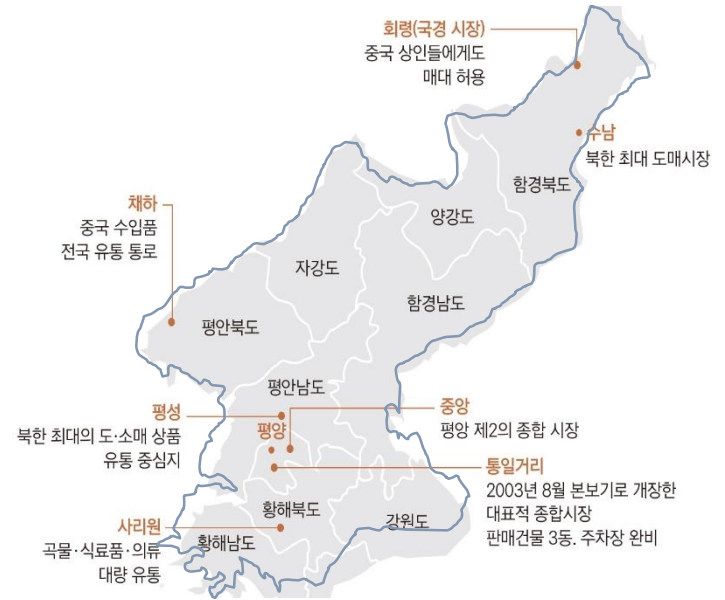 회령(국경 시장)
중국 상인들에게도
매대 허용
수남
북한 최대 도매시장
함경북도
양강도
채하
중국 수입품
전국 유통 통로
자강도
함경남도
평안북도
평안남도
평성
북한 최대의 도·소매 상품
유통 중심지
평양
중앙
평양 제2의 종합 시장
통일거리
2003년 8월 본보기로 개장한
대표적 종합시장
판매건물 3동. 주차장 완비
황해북도
강원도
사리원
곡물·식료품·의류
대량 유통
황해남도